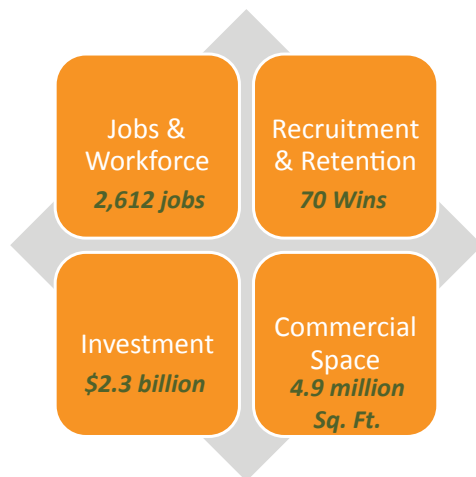 Jobs &
Workforce
2,612 jobs
Recruitment
& Retention
70 Wins
Investment
$2.3 billion
Commercial
Space
4.9 million
Sq. Ft.